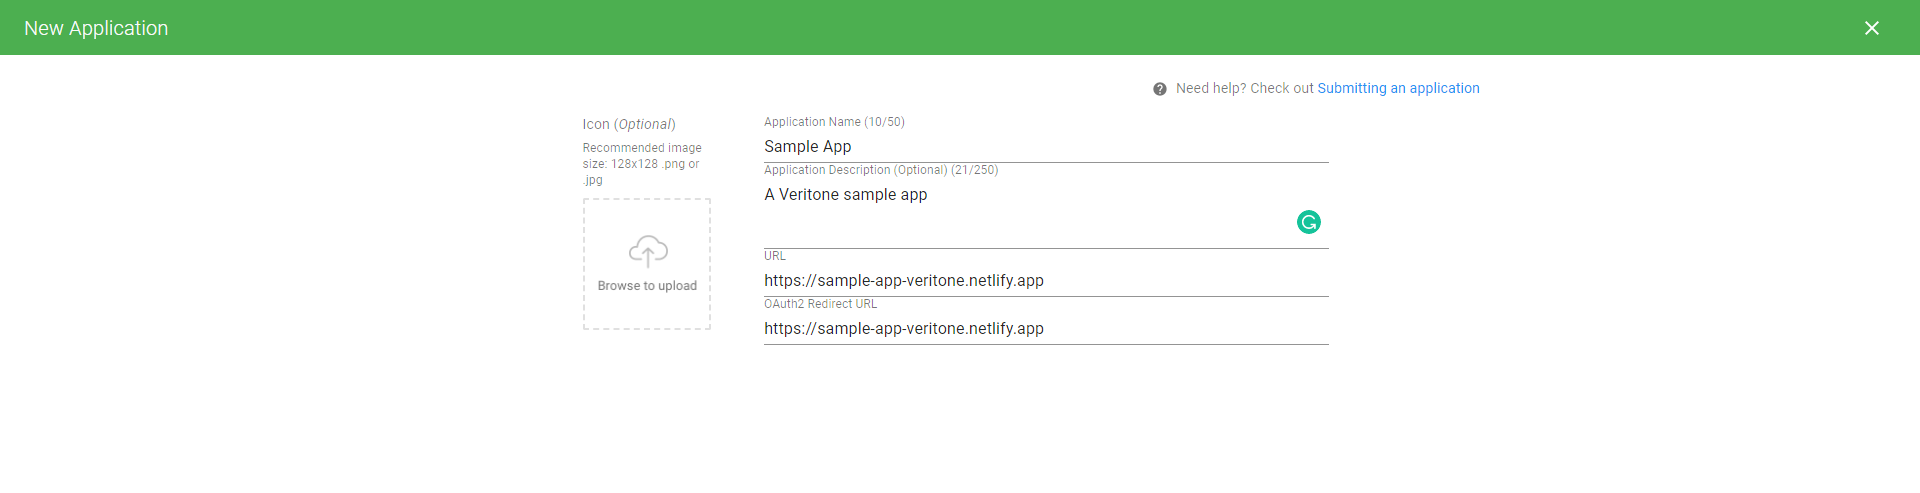 New Application
Need help? Check out Submitting an application
Icon (Optional)
Recommended image
size: 128x128 .png or
.jpg
Browse to upload
Application Name (10/50)
Sample App
Application Description (Optional) (21/250)
A Veritone sample app
URL
https://sample-app-veritone.netlify.app
OAuth2 Redirect URL
https://sample-app-veritone.netlify.app